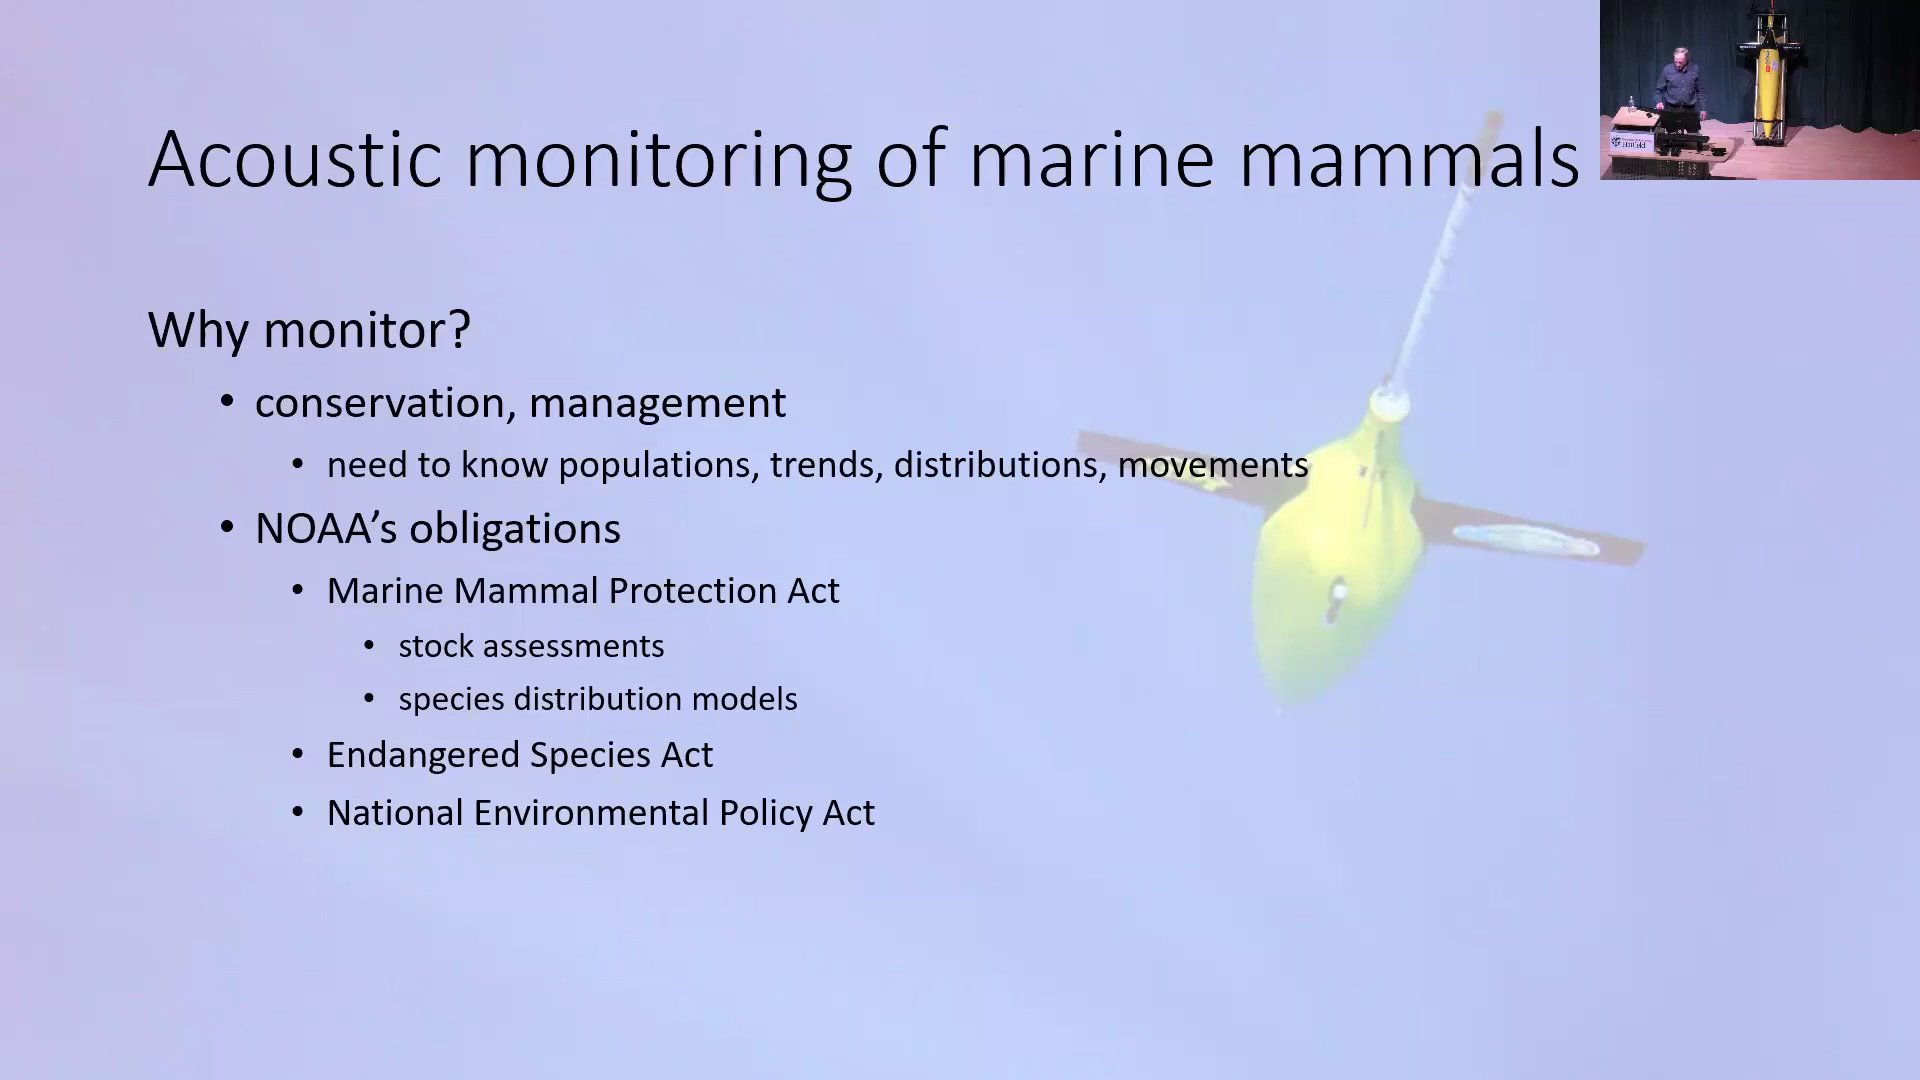 Acoustic monitoring of marine mammals
Why monitor?
• conservation, management
• need to know populations, trends, distributions, movements
• NOAA’s obligations
• Marine Mammal Protection Act
• stock assessments
• species distribution models
• Endangered Species Act
• National Environmental Policy Act